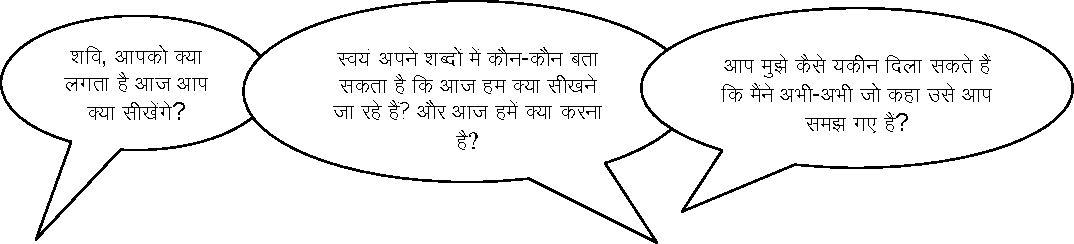 शवि, आपको क्या
लगता है आज आप
क्या सीखेंगे?
स्वयं अपने शब्दों में कौन-कौन बता
सकता है कि आज हम क्या सीखने
जा रहे हैं? और आज हमें क्या करना
है?
आप मुझे कैसे यकीन दिला सकते हैं
कि मैंने अभी-अभी जो कहा उसे आप
समझ गए हैं?